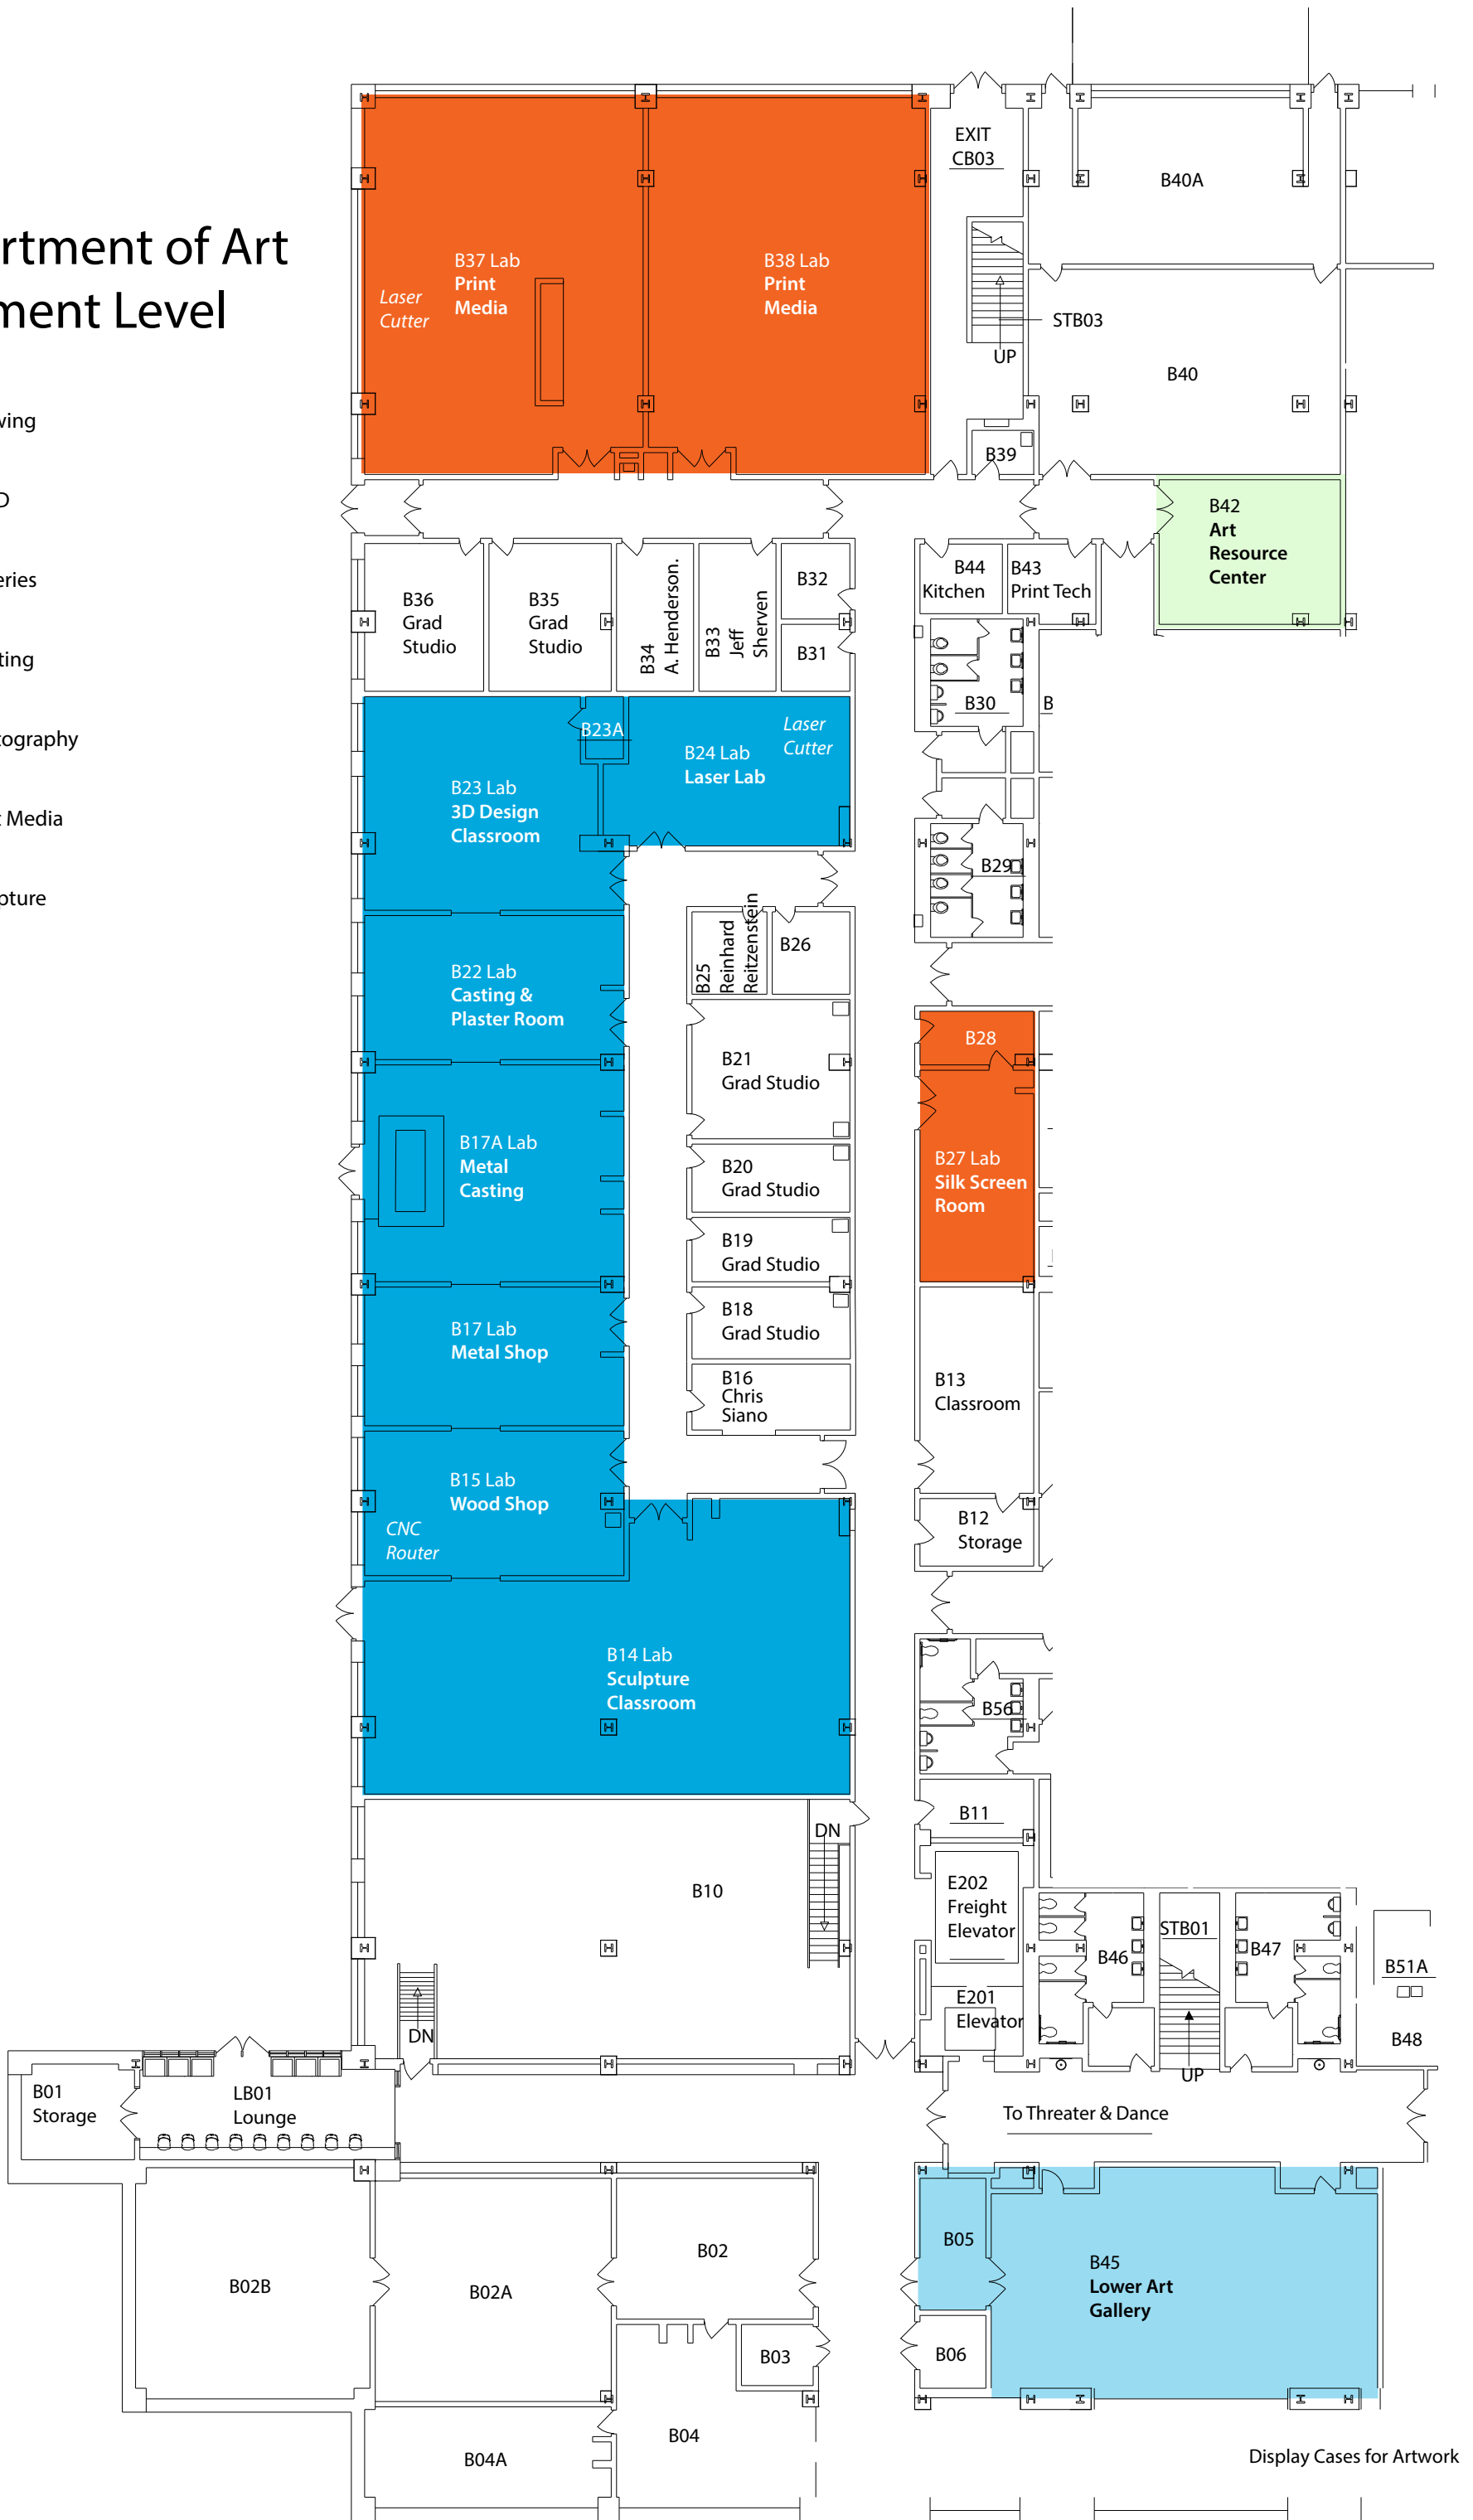 rtment of Art
ment Level
wing
D
eries
ting
tography
t Media
pture
EXIT
CB03
B40A
B37 Lab
Print
Media
Laser
Cutter
B38 Lab
Print
Media
STB03
UP
B40
B39
B42
Art
Resource
Center
B44
Kitchen
B43
Print Tech
B36
Grad
Studio
B35
Grad
Studio
B34
A. Henderson.
B33
Jeff
Sherven
B32
B31
B30
B
B23A
B24 Lab
Laser Lab
Laser
Cutter
B23 Lab
3D Design
Classroom
B29
B25
Reinhard
Reitzenstein
B26
B22 Lab
Casting &
Plaster Room
B28
B21
Grad Studio
B17A Lab
Metal
Casting
B20
Grad Studio
B27 Lab
Silk Screen
Room
B19
Grad Studio
B18
Grad Studio
B17 Lab
Metal Shop
B16
Chris
Siano
B13
Classroom
B15 Lab
Wood Shop
CNC
Router
B12
Storage
B14 Lab
Sculpture
Classroom
B56
B11
DN
B10
E202
Freight
Elevator
STB01
B46
B47
B51A
E201
Elevator
DN
B48
UP
B01
Storage
LB01
Lounge
To Threater & Dance
B02B
B02A
B02
B05
B45
Lower Art
Gallery
B03
B06
B04
B04A
Display Cases for Artwork